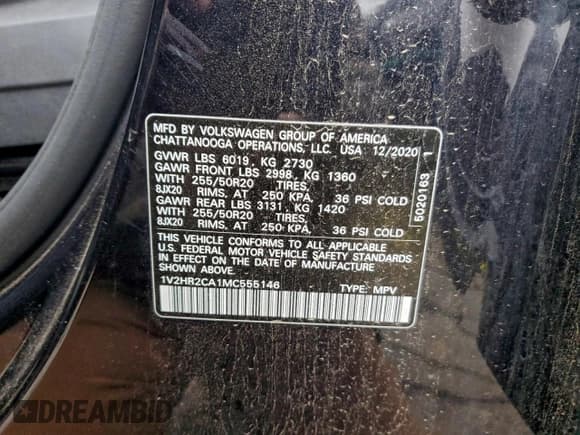 MFD BY VOLKSWAGEN GROUP OF AMERICA
CHATTANOOGA OPERATIONS, LLC. USA 12/2020
GVWR LBS 6019, KG 2730
GAWR FRONT LBS 2998, KG 1360
WITH 255/50R20 TIRES,
8JX20 RIMS, AT 250 KPA, 36 PSI COLD
GAWR REAR LBS 3131, KG 1420
WITH 255/50R20 TIRES,
8JX20 RIMS, AT 250 KPA, 36 PSI COLD
THIS VEHICLE CONFORMS TO ALL APPLICABLE
U.S. FEDERAL MOTOR VEHICLE SAFETY STANDARDS
IN EFFECT ON THE DATE OF MANUFACTURE
SHOWN ABOVE.
1V2HR2CA1MC555146
TYPE: MPV
5020163 1
DREAMBID